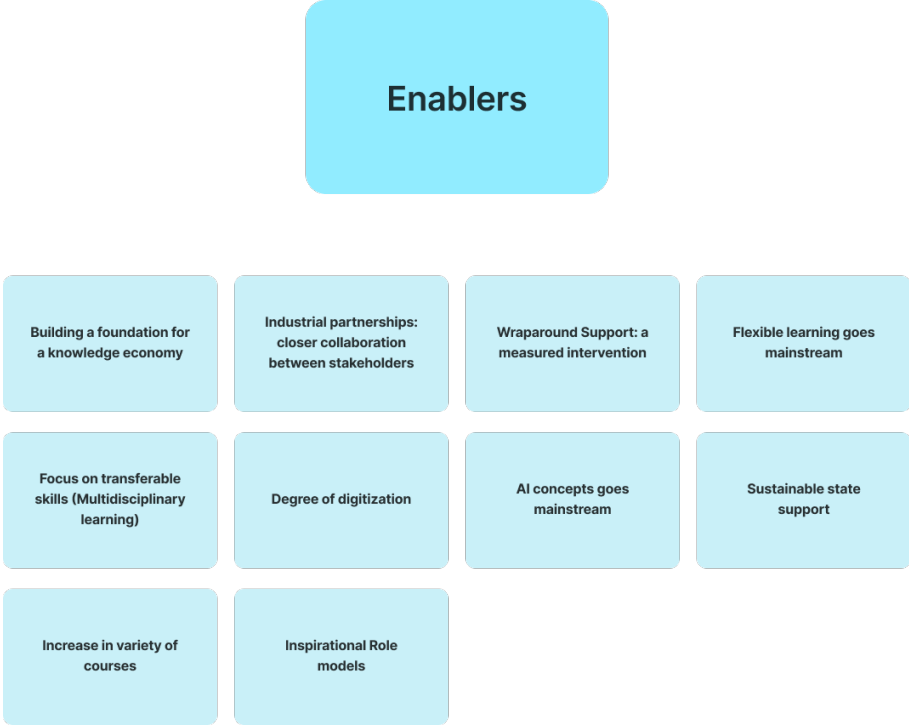 Enablers
Building a foundation for
a knowledge economy
Industrial partnerships:
closer collaboration
between stakeholders
Wraparound Support: a
measured intervention
Flexible learning goes
mainstream
Focus on transferable
skills (Multidisciplinary
learning)
Degree of digitization
AI concepts goes
mainstream
Sustainable state
support
Increase in variety of
courses
Inspirational Role
models